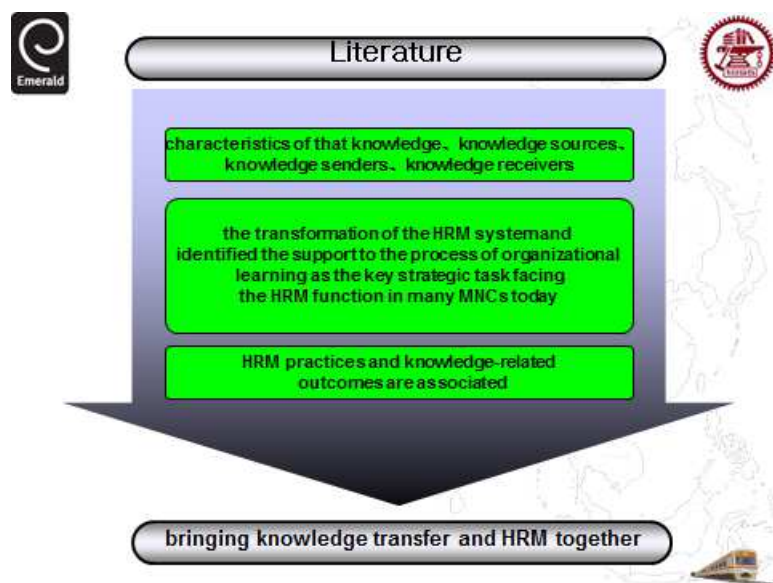 Literature
Emerald
characteristics of that knowledge、knowledge sources、
knowledge senders、knowledge receivers
the transformation of the HRM systemand
identified the support to the process of organizational
learning as the key strategic task facing
the HRM function in many MNCs today
HRM practices and knowledge-related
outcomes are associated
bringing knowledge transfer and HRM together